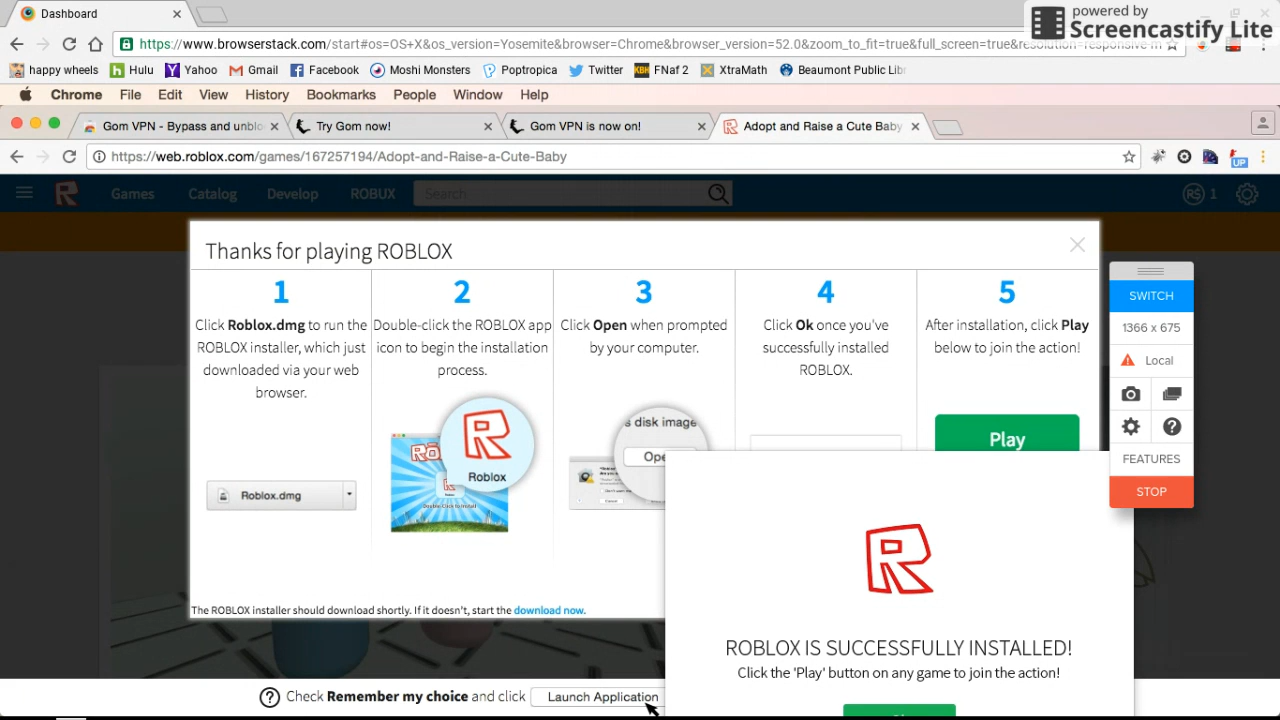 Dashboard
powered by
Screencastify Lite
https://www.browserstack.com/start#os=OS+X&os_version=Yosemite&browser=Chrome&browser_version=52.0&zoom_to_fit=true&full_screen=true&resolution=responsive-m
happy wheels Hulu Yahoo Gmail Facebook Moshi Monsters Poptropica Twitter KBH FNaf 2 XtraMath Beaumont Public Lib
Chrome File Edit View History Bookmarks People Window Help
Gom VPN - Bypass and unblo Try Gom now! Gom VPN is now on! Adopt and Raise a Cute Baby
https://web.roblox.com/games/167257194/Adopt-and-Raise-a-Cute-Baby
UP
Games Catalog Develop ROBUX Search R$ 1
Thanks for playing ROBLOX
1
Click Roblox.dmg to run the
ROBLOX installer, which just
downloaded via your web
browser.
Roblox.dmg
2
Double-click the ROBLOX app
icon to begin the installation
process.
Roblox
Double Click to Install
3
Click Open when prompted
by your computer.
s disk image
Ope
4
Click Ok once you've
successfully installed
ROBLOX.
5
After installation, click Play
below to join the action!
Play
The ROBLOX installer should download shortly. If it doesn't, start the download now.
SWITCH
1366 x 675
Local
FEATURES
STOP
ROBLOX IS SUCCESSFULLY INSTALLED!
Click the 'Play' button on any game to join the action!
Check Remember my choice and click Launch Application